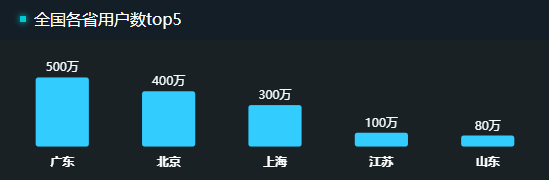 全国各省用户数top5
500万
400万
300万
100万
80万
广东
北京
上海
江苏
山东